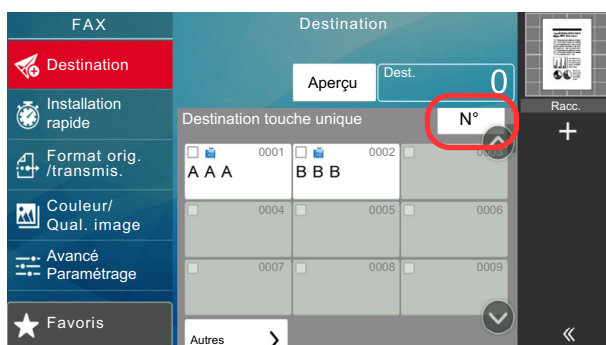 FAX
Destination
Destination
Aperçu
Dest.
0
Installation
rapide
Racc.
Destination touche unique
N°
Format orig.
/transmis.
0001
0002
0003
A A A
B B B
Couleur/
Qual. image
0004
0005
0006
Avancé
Paramétrage
0007
0008
0009
Favoris
Autres